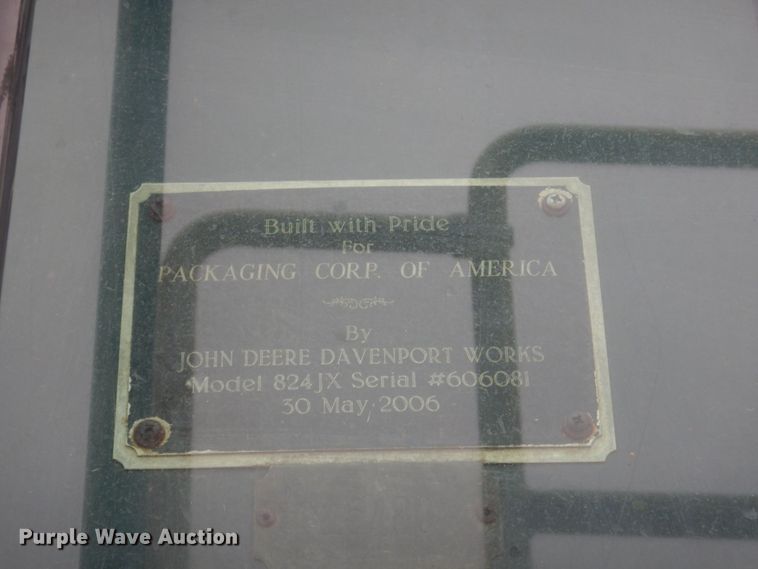 Built with Pride
For
PACKAGING CORP. OF AMERICA
By
JOHN DEERE DAVENPORT WORKS
Model 824JX Serial #606081
30 May, 2006
Purple Wave Auction